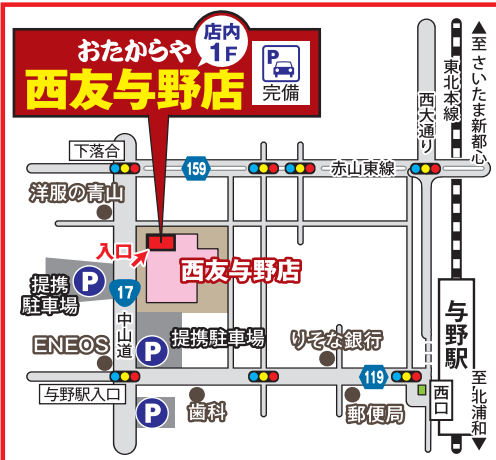 おたからや
店内
1F
西友与野店
P
完備
▲至 さいたま新都心
東北本線
西大通り
下落合
159
赤山東線
洋服の青山
入口
西友与野店
提携
駐車場
P
17
中山道
提携駐車場
P
ENEOS
りそな銀行
与野駅
119
与野駅入口
西口
P
歯科
郵便局
至 北浦和▼